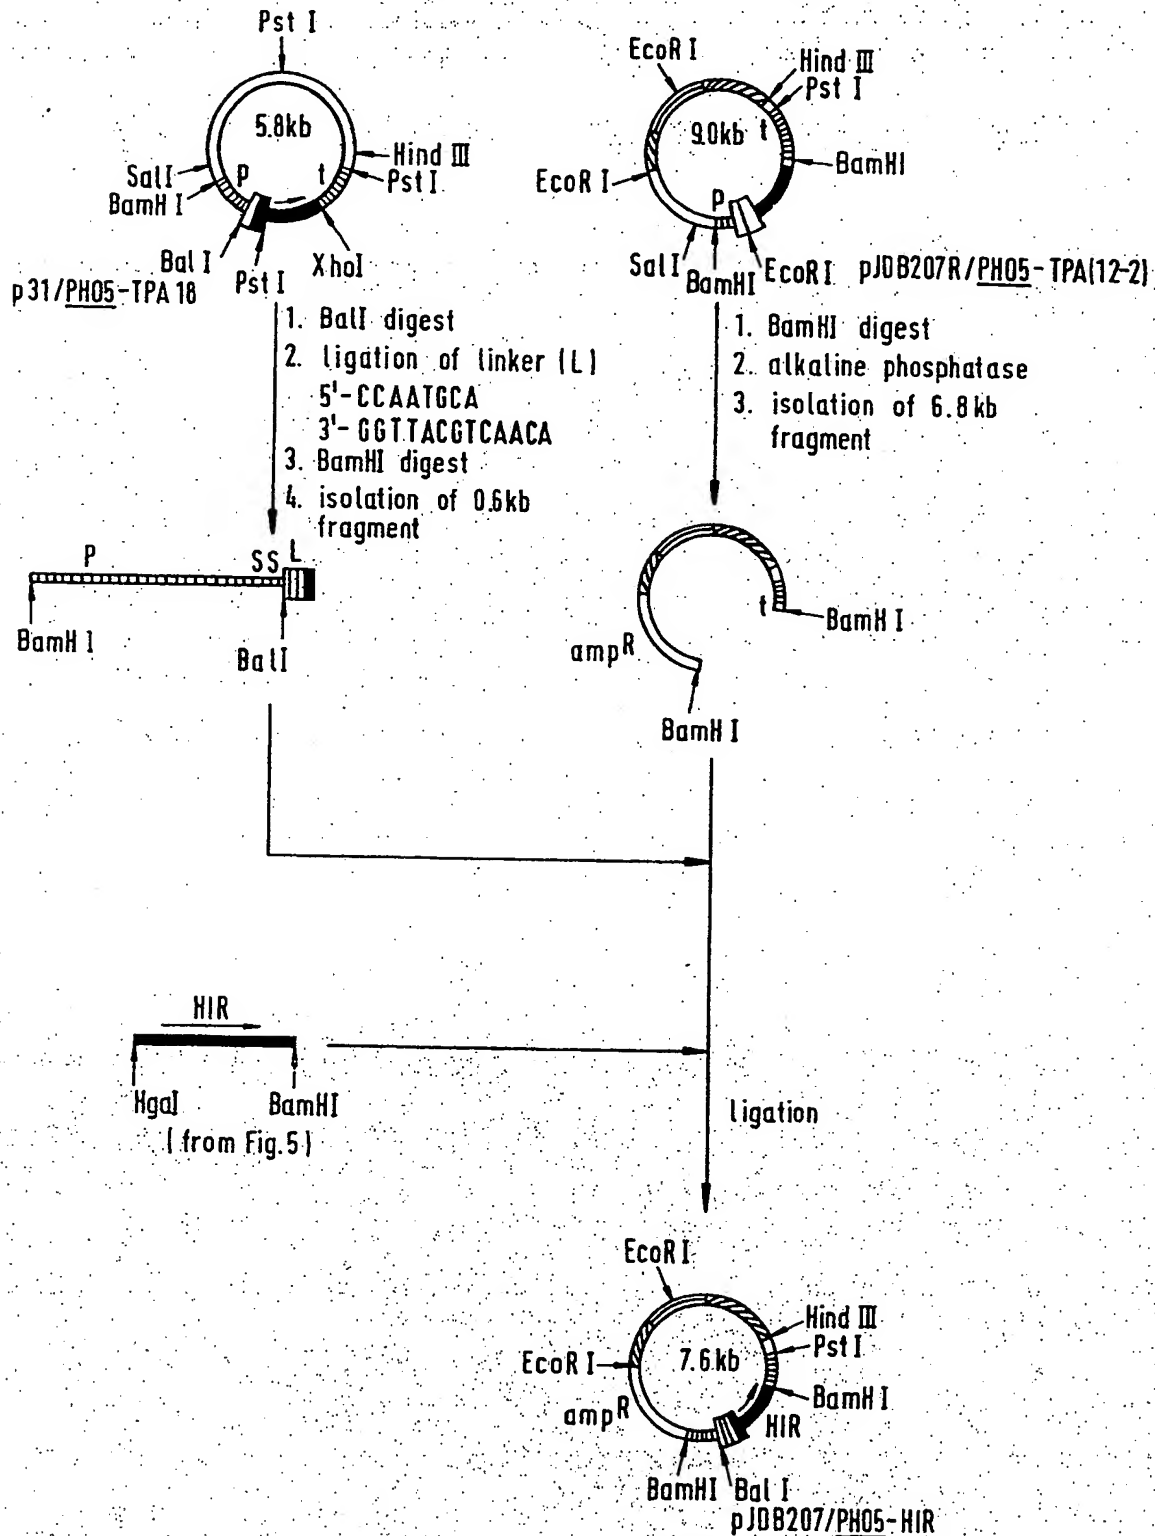 Pst I
5.8kb
Hind III
Pst I
Sal I
BamH I
p
t
Bal I
Pst I
XhoI
p31/PHO5-TPA 18
EcoR I
Hind III
Pst I
9.0kb
t
BamHI
EcoR I
p
Sal I
BamHI
EcoR I
pJDB207R/PHO5-TPA(12-2)
1. BalI digest
2. ligation of linker (L)
5'-CCAATGCA
3'-GGTTACGTCAACA
3. BamHI digest
4. isolation of 0.6kb
fragment
1. BamHI digest
2. alkaline phosphatase
3. isolation of 6.8kb
fragment
P
SS
L
BamH I
BalI
t
BamH I
ampR
BamH I
HIR
HgaI
BamHI
(from Fig.5)
ligation
EcoR I
Hind III
Pst I
7.6kb
EcoR I
BamH I
ampR
HIR
BamHI
Bal I
pJDB207/PHO5-HIR